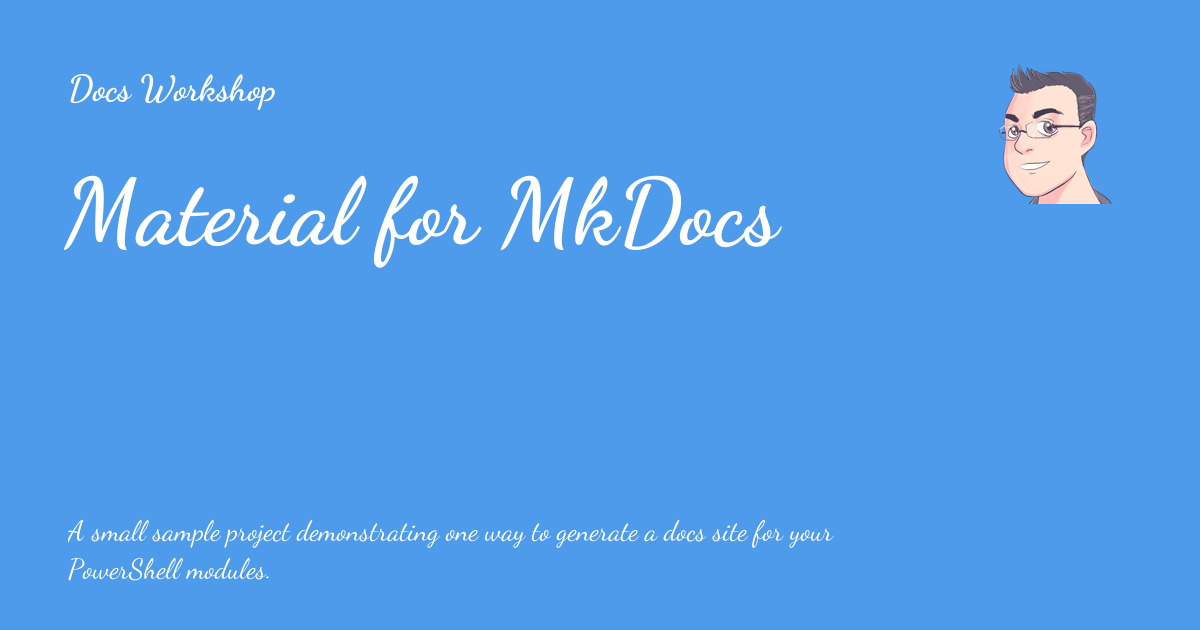 Docs Workshop
Material for MkDocs
A small sample project demonstrating one way to generate a docs site for your
PowerShell modules.